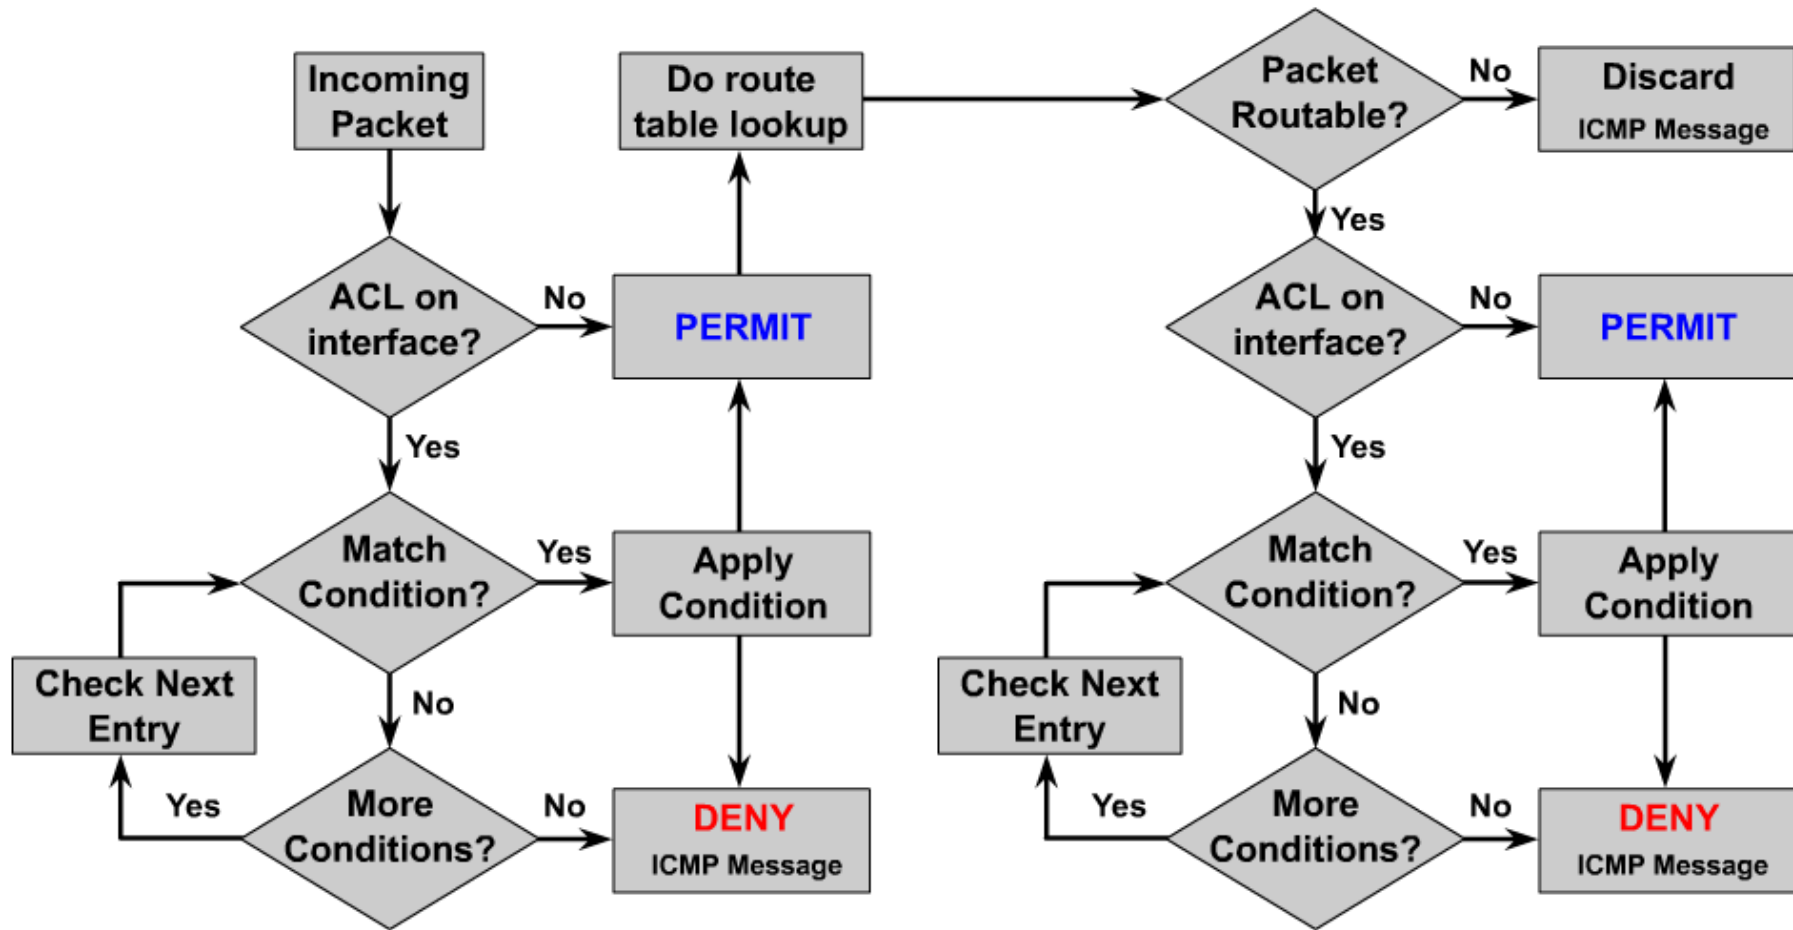 Incoming
Packet
ACL on
interface?
No
Yes
Match
Condition?
Yes
No
Check Next
Entry
More
Conditions?
Yes
No
Do route
table lookup
PERMIT
Apply
Condition
DENY
ICMP Message
Packet
Routable?
No
Yes
Discard
ICMP Message
ACL on
interface?
No
Yes
PERMIT
Match
Condition?
Yes
No
Apply
Condition
Check Next
Entry
More
Conditions?
Yes
No
DENY
ICMP Message